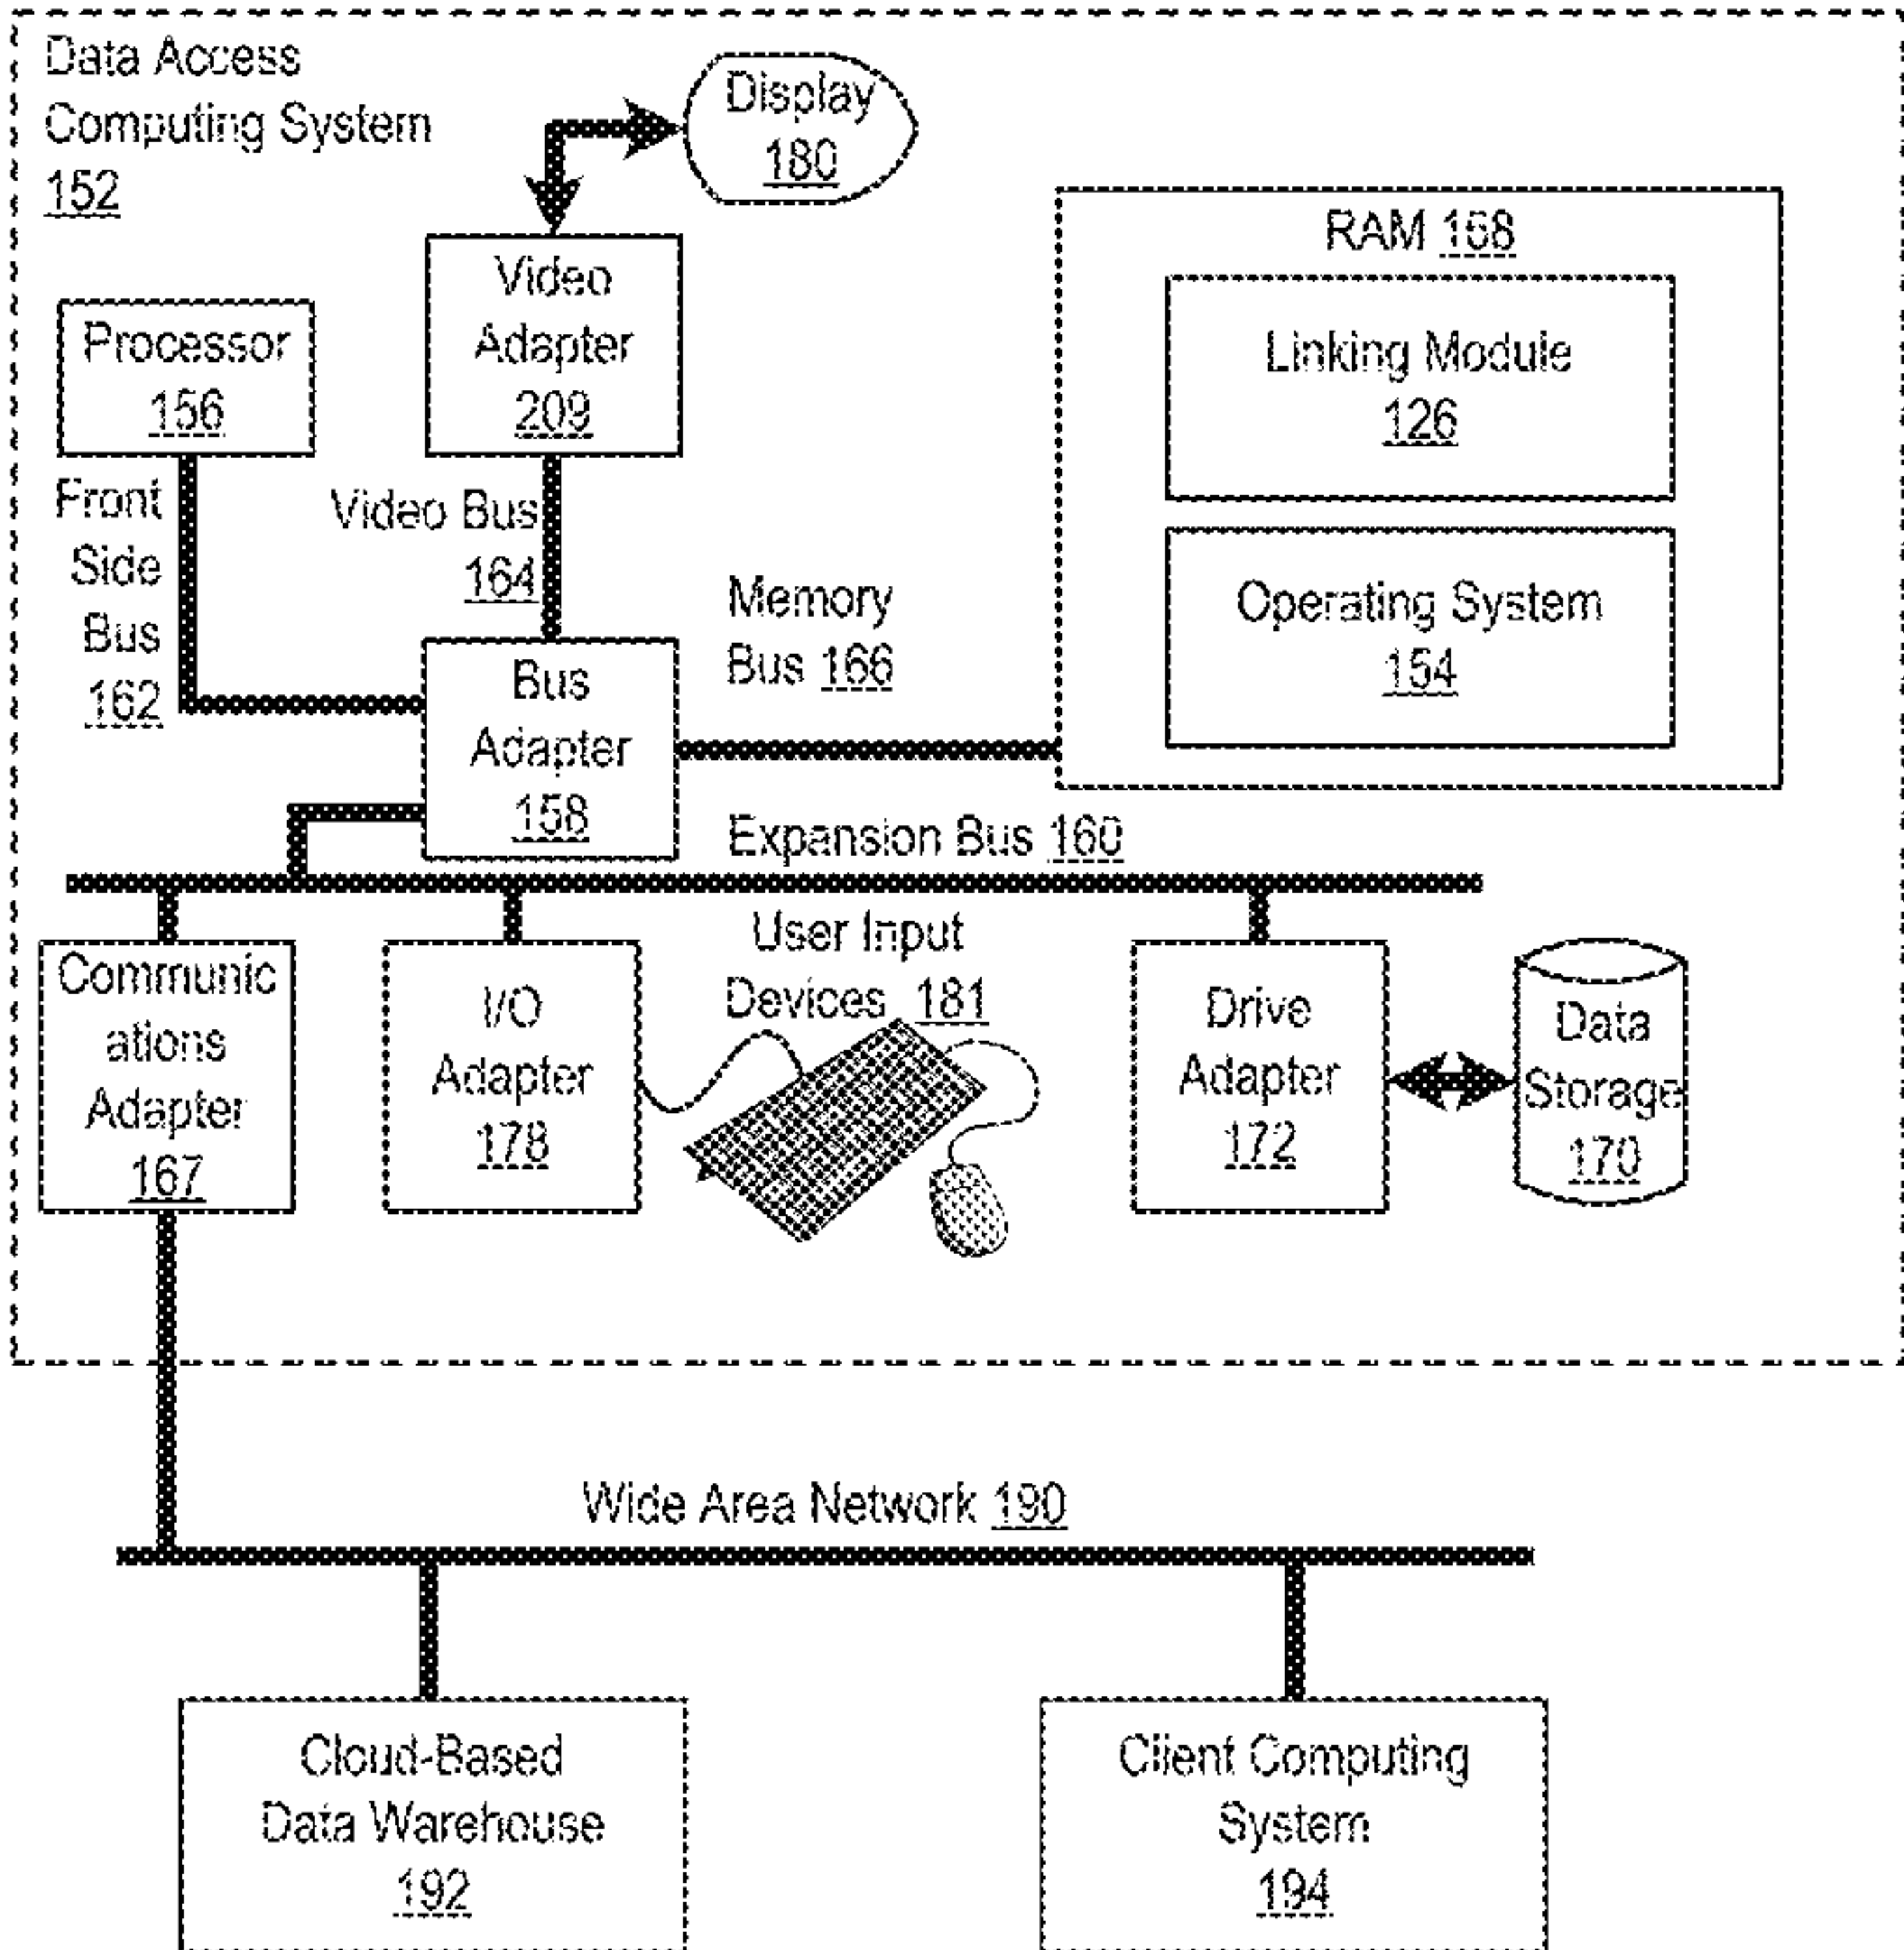 Data Access
Computing System
152
Display
180
Video
Adapter
209
RAM 168
Processor
156
Linking Module
126
Front
Side
Bus
162
Video Bus
164
Memory
Bus 166
Operating System
154
Bus
Adapter
158
Expansion Bus 160
Communic
ations
Adapter
167
I/O
Adapter
178
User Input
Devices 181
Drive
Adapter
172
Data
Storage
170
Wide Area Network 190
Cloud-Based
Data Warehouse
192
Client Computing
System
194